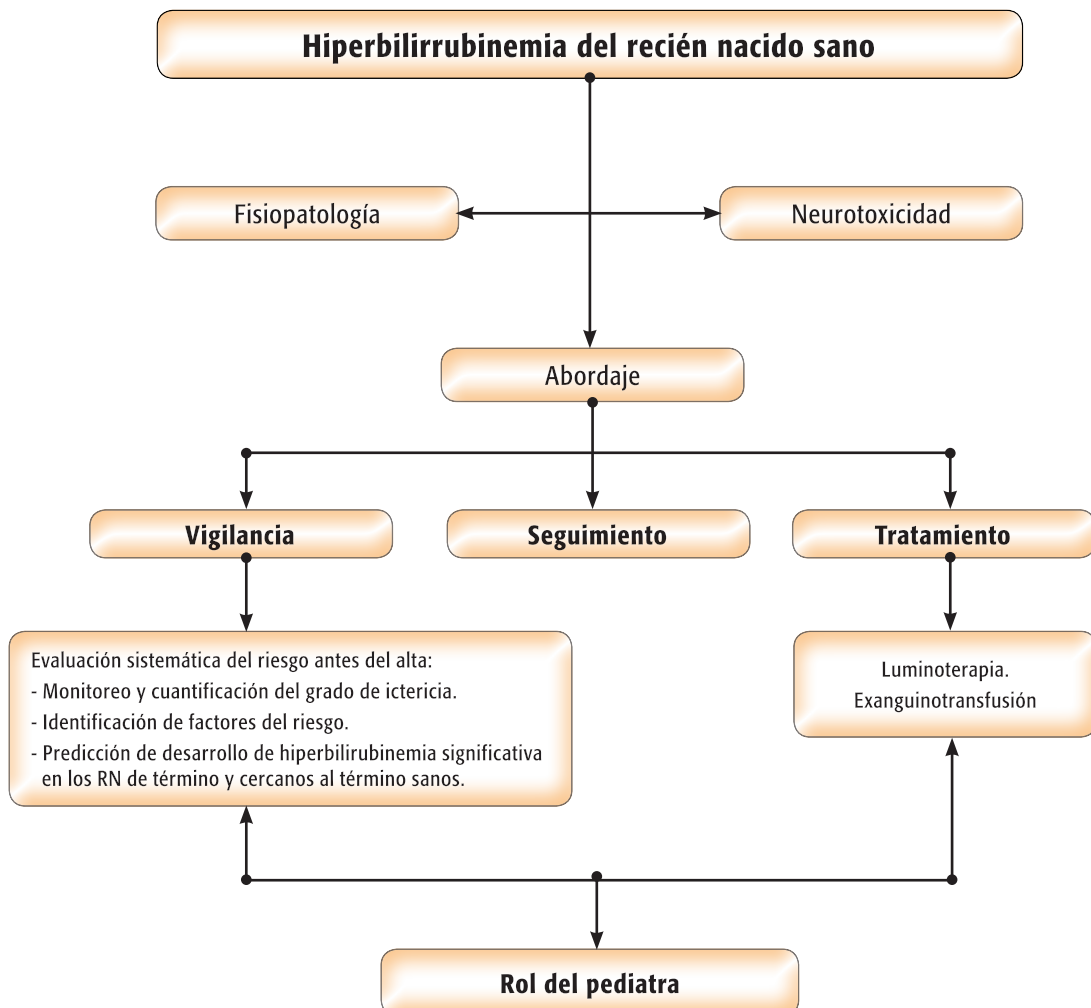 Hiperbilirrubinemia del recién nacido sano
Fisiopatología
Neurotoxicidad
Abordaje
Vigilancia
Seguimiento
Tratamiento
Evaluación sistemática del riesgo antes del alta:
- Monitoreo y cuantificación del grado de ictericia.
- Identificación de factores del riesgo.
- Predicción de desarrollo de hiperbilirubinemia significativa
en los RN de término y cercanos al término sanos.
Luminoterapia.
Exanguinotransfusión
Rol del pediatra